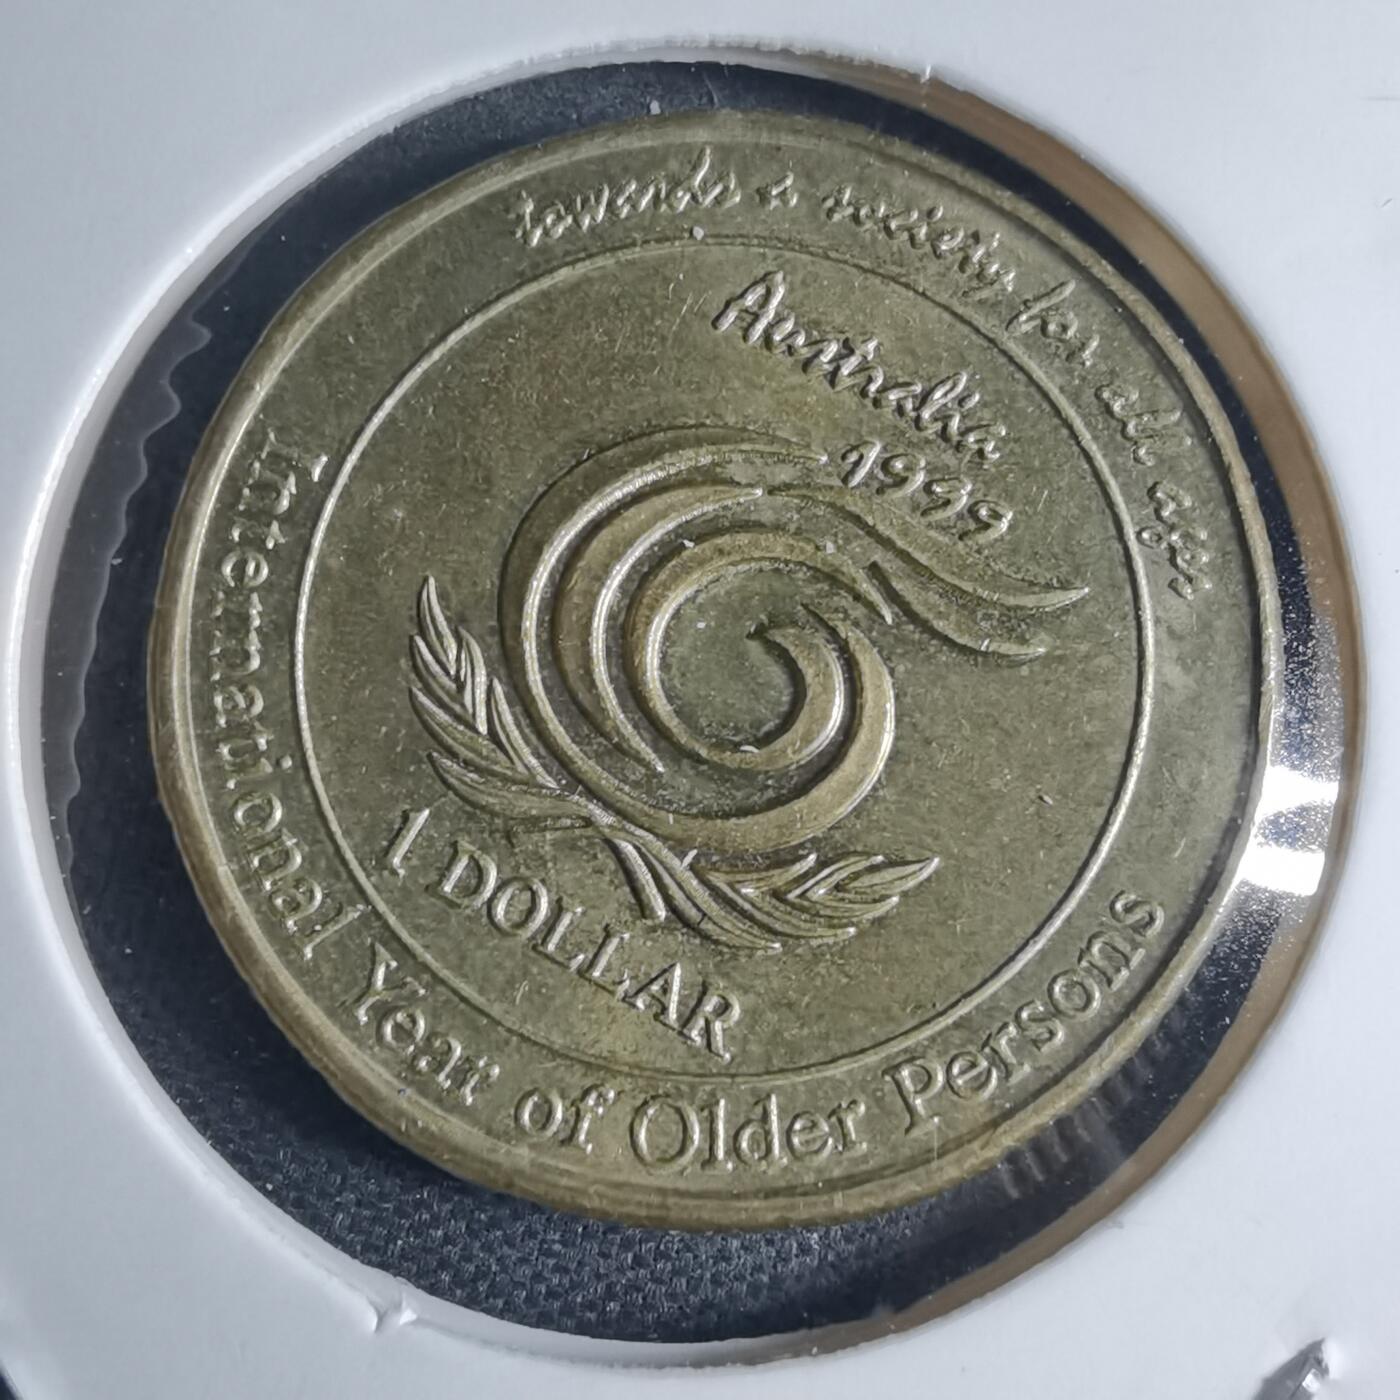 towards a society for all ages
Australia
1999
1 DOLLAR
International Year of Older Persons